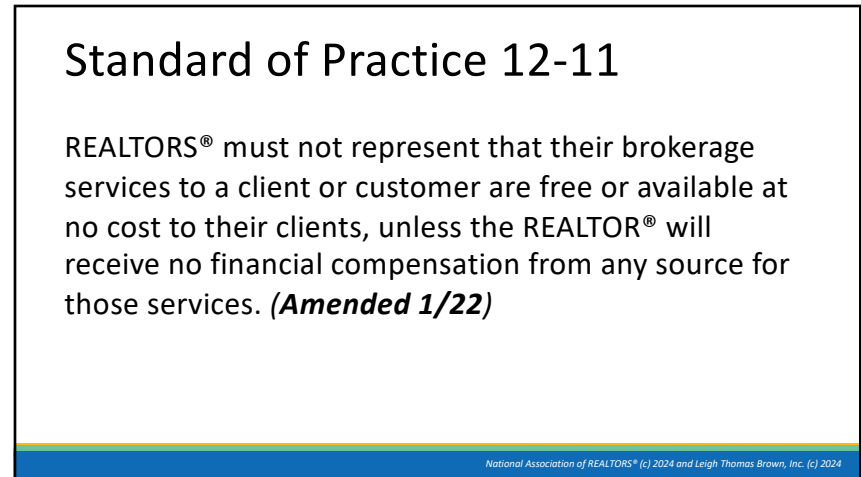 Standard of Practice 12-11
REALTORS® must not represent that their brokerage
services to a client or customer are free or available at
no cost to their clients, unless the REALTOR® will
receive no financial compensation from any source for
those services. (Amended 1/22)
National Association of REALTORS® (c) 2024 and Leigh Thomas Brown, Inc. (c) 2024